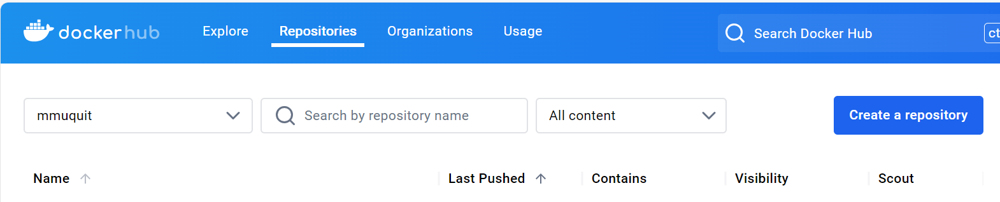 dockerhub Explore Repositories Organizations Usage Search Docker Hub
mmuquit Search by repository name All content Create a repository
Name Last Pushed Contains Visibility Scout